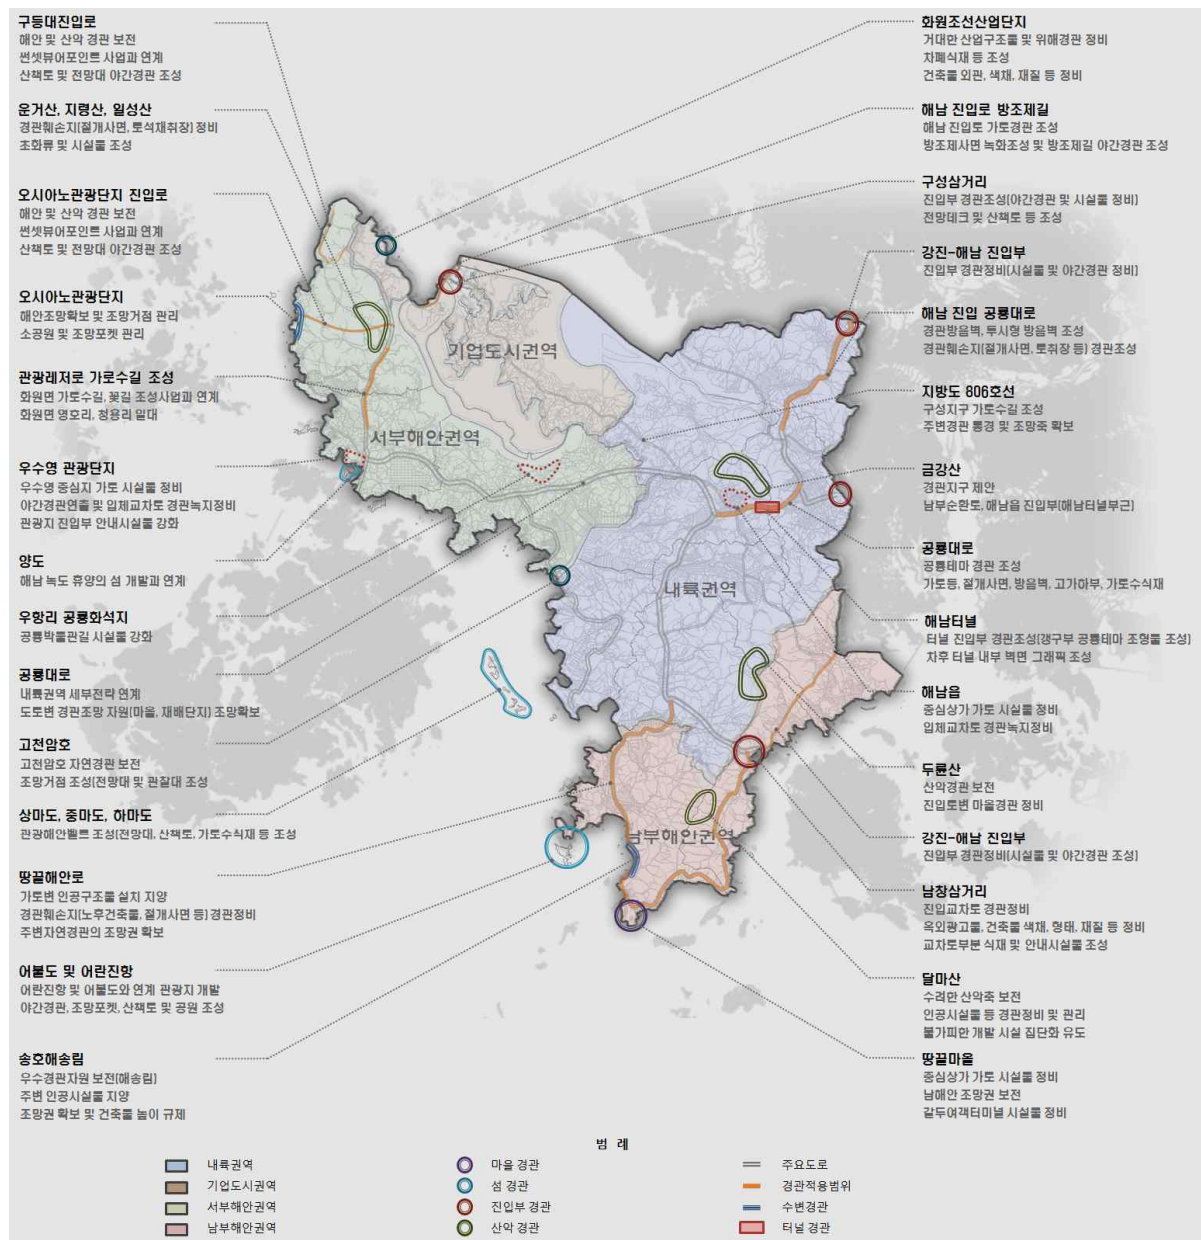 구등대진입로
해안 및 산악 경관 보전
썬셋뷰어포인트 사업과 연계
산책로 및 전망대 야간경관 조성
운거산, 지령산, 일성산
경관훼손지(절개사면, 토석채취장) 정비
초화류 및 시설물 조성
오시아노관광단지 진입로
해안 및 산악 경관 보전
썬셋뷰어포인트 사업과 연계
산책로 및 전망대 야간경관 조성
오시아노관광단지
해안조망확보 및 조망거점 관리
소공원 및 조망포켓 관리
관광레저로 가로수길 조성
화원면 가로수길, 꽃길 조성사업과 연계
화원면 영호리, 청용리 일대
우수영 관광단지
우수영 중심지 가로 시설물 정비
야간경관연출 및 입체교차로 경관녹지정비
관광지 진입부 안내시설물 강화
양도
해남 녹도 휴양의 섬 개발과 연계
우항리 공룡화석지
공룡박물관길 시설물 강화
공룡대로
내륙권역 세부전략 연계
도로변 경관조망 자원(마을, 재배단지) 조망확보
고천암호
고천암호 자연경관 보전
조망거점 조성(전망대 및 관찰대 조성
상마도, 중마도, 하마도
관광해안벨트 조성(전망대, 산책로, 가로수식재 등 조성
땅끝해안로
가로변 인공구조물 설치 지양
경관훼손지(노후건축물, 절개사면 등) 경관정비
주변자연경관의 조망권 확보
어불도 및 어란진항
어란진항 및 어불도와 연계 관광지 개발
야간경관, 조망포켓, 산책로 및 공원 조성
송호해송림
우수경관자원 보전(해송림)
주변 인공시설물 지양
조망권 확보 및 건축물 높이 규제
기업도시권역
서부해안권역
내륙권역
남부해안권역
화원조선산업단지
거대한 산업구조물 및 위해경관 정비
차폐식재 등 조성
건축물 외관, 색채, 재질 등 정비
해남 진입로 방조제길
해남 진입로 가로경관 조성
방조제사면 녹화조성 및 방조제길 야간경관 조성
구성삼거리
진입부 경관조성(야간경관 및 시설물 정비)
전망데크 및 산책로 등 조성
강진-해남 진입부
진입부 경관정비(시설물 및 야간경관 정비)
해남 진입 공룡대로
경관방음벽, 투시형 방음벽 조성
경관훼손지(절개사면, 토취장 등) 경관조성
지방도 806호선
구성지구 가로수길 조성
주변경관 통경 및 조망축 확보
금강산
경관지구 제안
남부순환로, 해남읍 진입부(해남터널부근)
공룡대로
공룡테마 경관 조성
가로등, 절개사면, 방음벽, 고가하부, 가로수식재
해남터널
터널 진입부 경관조성(갱구부 공룡테마 조형물 조성)
차후 터널 내부 벽면 그래픽 조성
해남읍
중심상가 가로 시설물 정비
입체교차로 경관녹지정비
두륜산
산악경관 보전
진입로변 마을경관 정비
강진-해남 진입부
진입부 경관정비(시설물 및 야간경관 조성)
남창삼거리
진입교차로 경관정비
옥외광고물, 건축물 색채, 형태, 재질 등 정비
교차로부분 식재 및 안내시설물 조성
달마산
수려한 산악축 보전
인공시설물 등 경관정비 및 관리
불가피한 개발 시설 집단화 유도
땅끝마을
중심상가 가로 시설물 정비
남해안 조망권 보전
갈두여객터미널 시설물 정비
범 례
내륙권역
기업도시권역
서부해안권역
남부해안권역
마을 경관
섬 경관
진입부 경관
산악 경관
주요도로
경관적용범위
수변경관
터널 경관